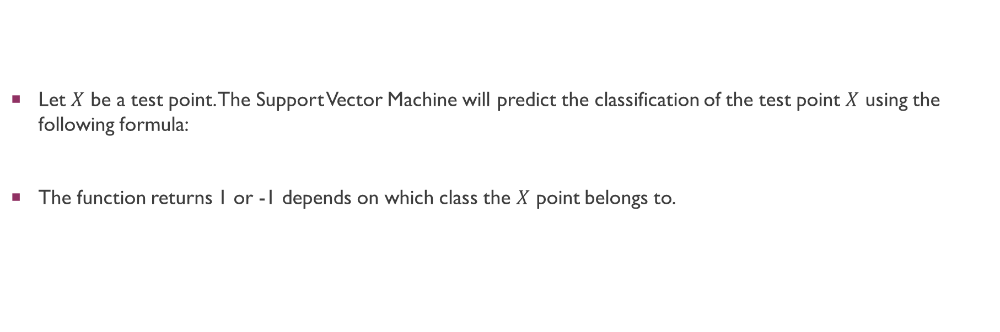 ▪ Let X be a test point. The Support Vector Machine will predict the classification of the test point X using the
following formula:
▪ The function returns 1 or -1 depends on which class the X point belongs to.